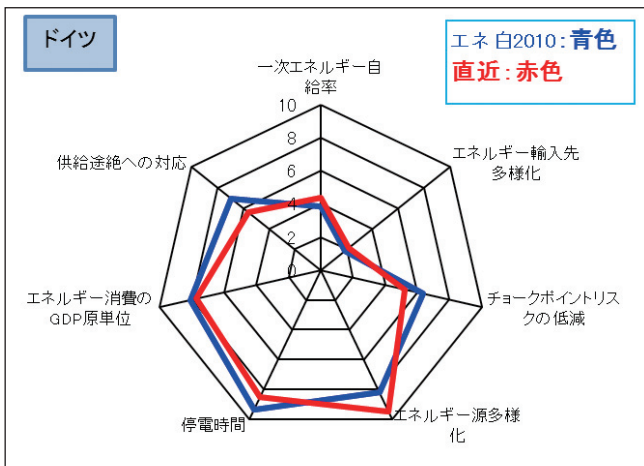 ドイツ
エネ白2010:青色
直近:赤色
一次エネルギー自
給率
10
8
6
4
2
0
エネルギー輸入先
多様化
チョークポイントリス
クの低減
エネルギー源多様
化
停電時間
エネルギー消費の
GDP原単位
供給途絶への対応